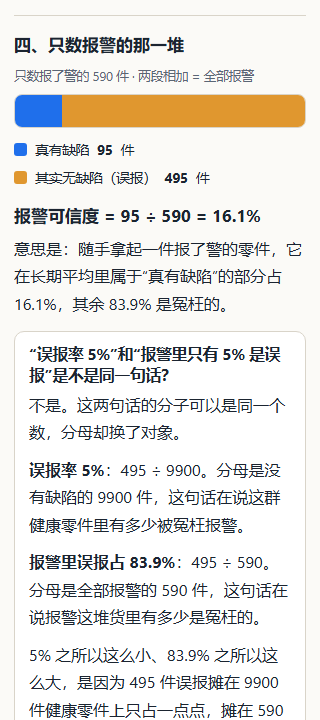 四、只数报警的那一堆
只数报了警的 590 件 · 两段相加 = 全部报警
真有缺陷 95 件
其实无缺陷（误报） 495 件
报警可信度 = 95 ÷ 590 = 16.1%
意思是：随手拿起一件报了警的零件，它
在长期平均里属于“真有缺陷”的部分占
16.1%，其余 83.9% 是冤枉的。
“误报率 5%”和“报警里只有 5% 是误
报”是不是同一句话？
不是。这两句话的分子可以是同一个
数，分母却换了对象。
误报率 5%：495 ÷ 9900。分母是没
有缺陷的 9900 件，这句话在说这群
健康零件里有多少被冤枉报警。
报警里误报占 83.9%：495 ÷ 590。
分母是全部报警的 590 件，这句话在
说报警这堆货里有多少是冤枉的。
5% 之所以这么小、83.9% 之所以这
么大，是因为 495 件误报摊在 9900
件健康零件上只占一点点，摊在 590